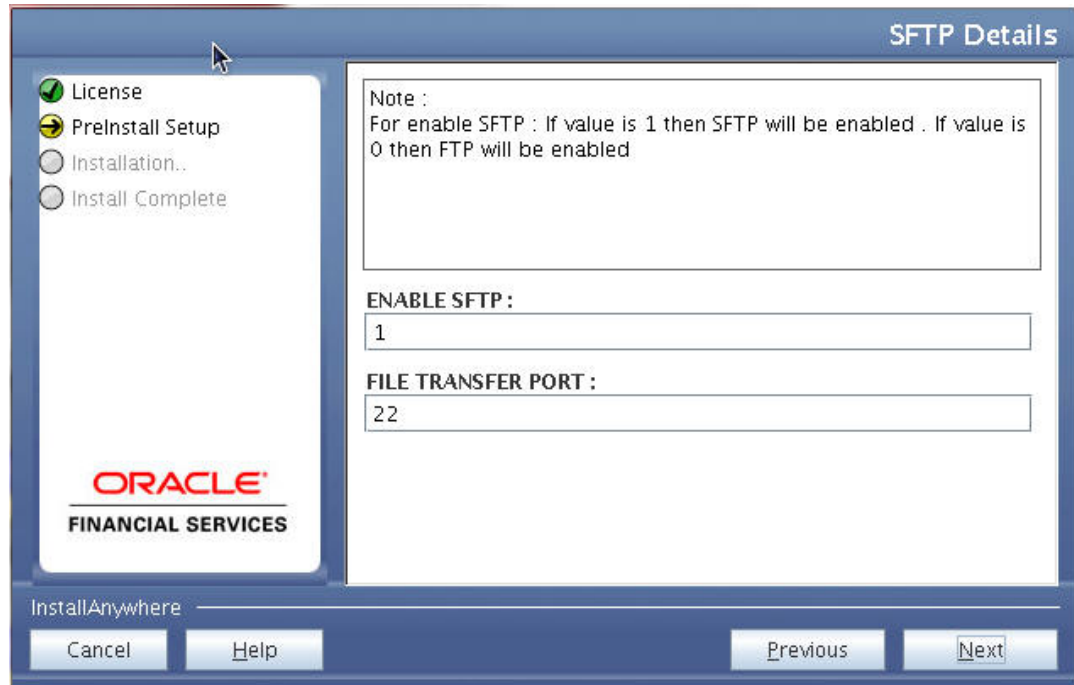 SFTP Details
License
PreInstall Setup
Installation..
Install Complete
Note :
For enable SFTP : If value is 1 then SFTP will be enabled . If value is
0 then FTP will be enabled
ENABLE SFTP :
1
FILE TRANSFER PORT :
22
ORACLE
FINANCIAL SERVICES
InstallAnywhere
Cancel
Help
Previous
Next